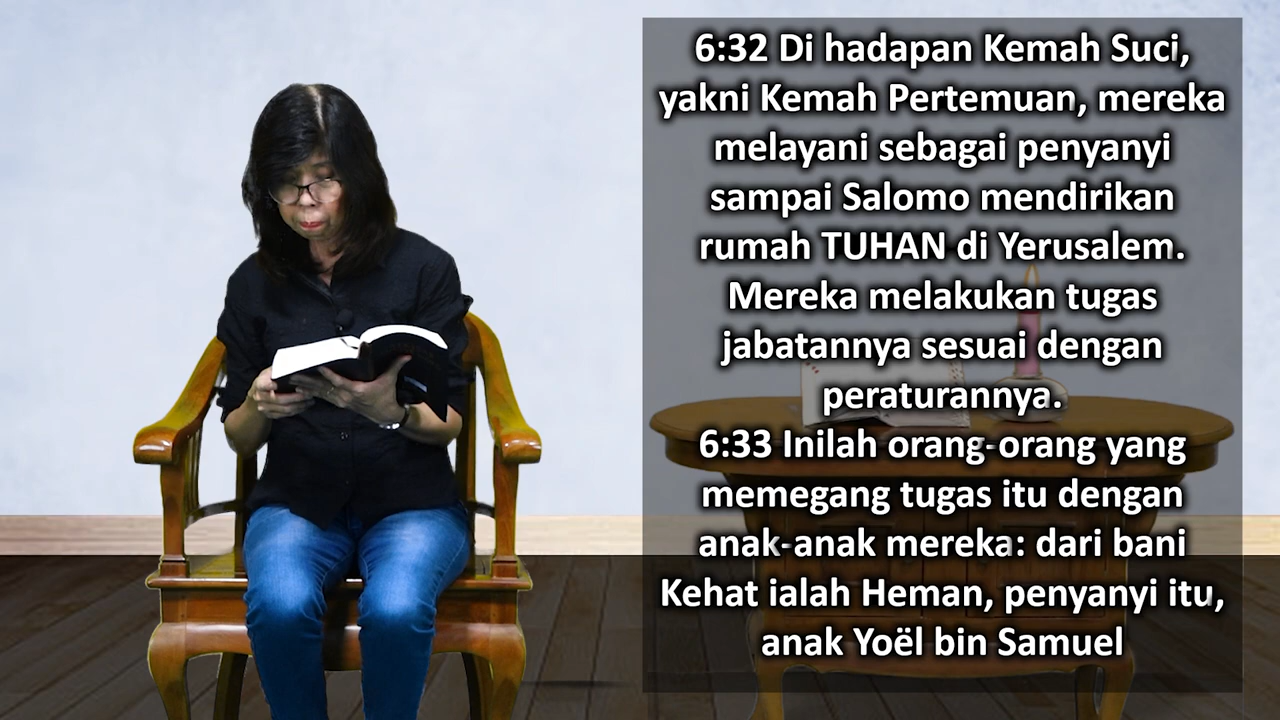 6:32 Di hadapan Kemah Suci,
yakni Kemah Pertemuan, mereka
melayani sebagai penyanyi
sampai Salomo mendirikan
rumah TUHAN di Yerusalem.
Mereka melakukan tugas
jabatannya sesuai dengan
peraturannya.
6:33 Inilah orang-orang yang
memegang tugas itu dengan
anak-anak mereka: dari bani
Kehat ialah Heman, penyanyi itu,
anak Yoël bin Samuel